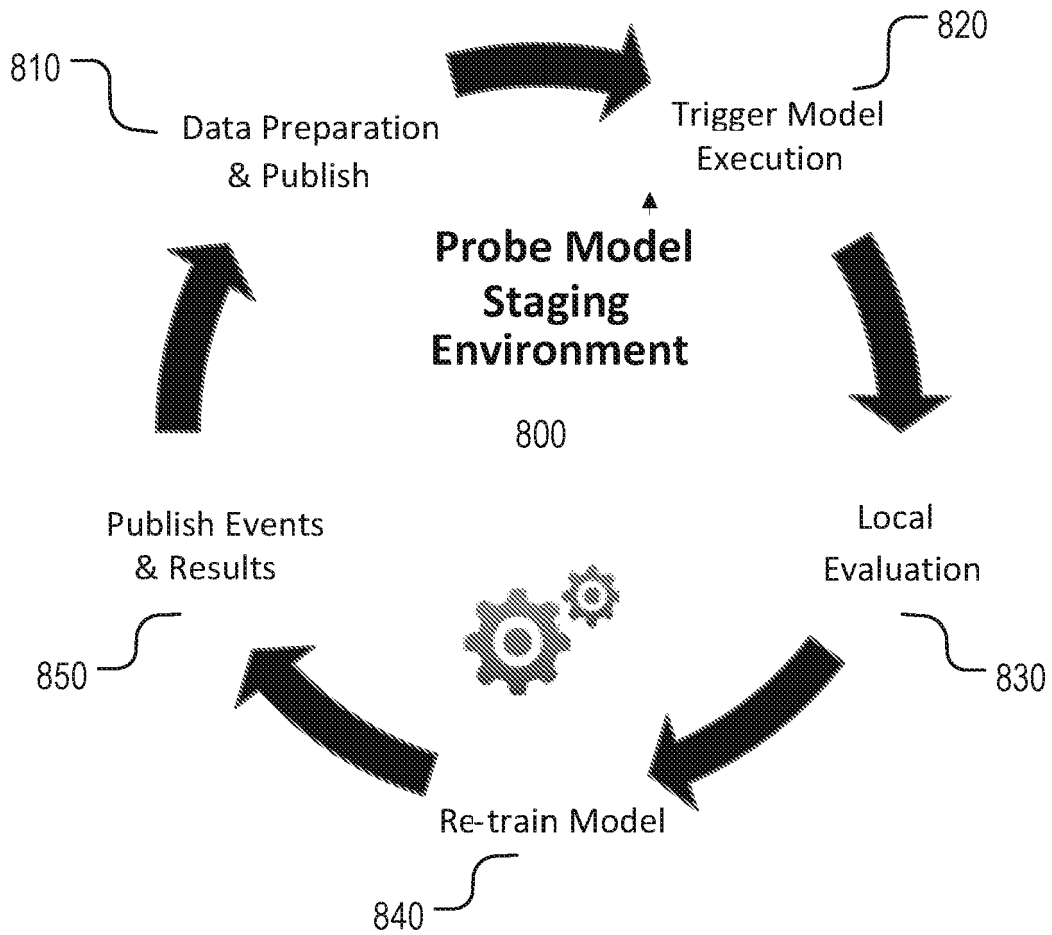 810
Data Preparation
& Publish
820
Trigger Model
Execution
Probe Model
Staging
Environment
800
Local
Evaluation
830
Re-train Model
840
Publish Events
& Results
850